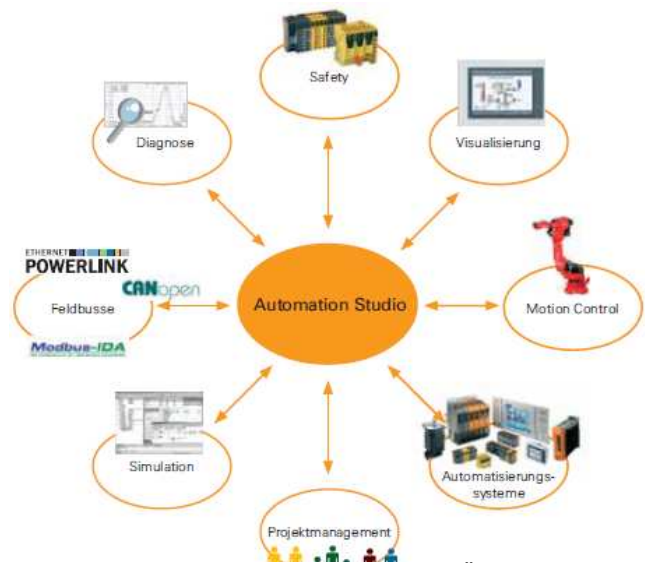 Safety
Diagnose
Visualisierung
ETHERNET
POWERLINK
CANopen
Feldbusse
Modbus-IDA
Automation Studio
Motion Control
Simulation
Automatisierungs-
systeme
Projektmanagement